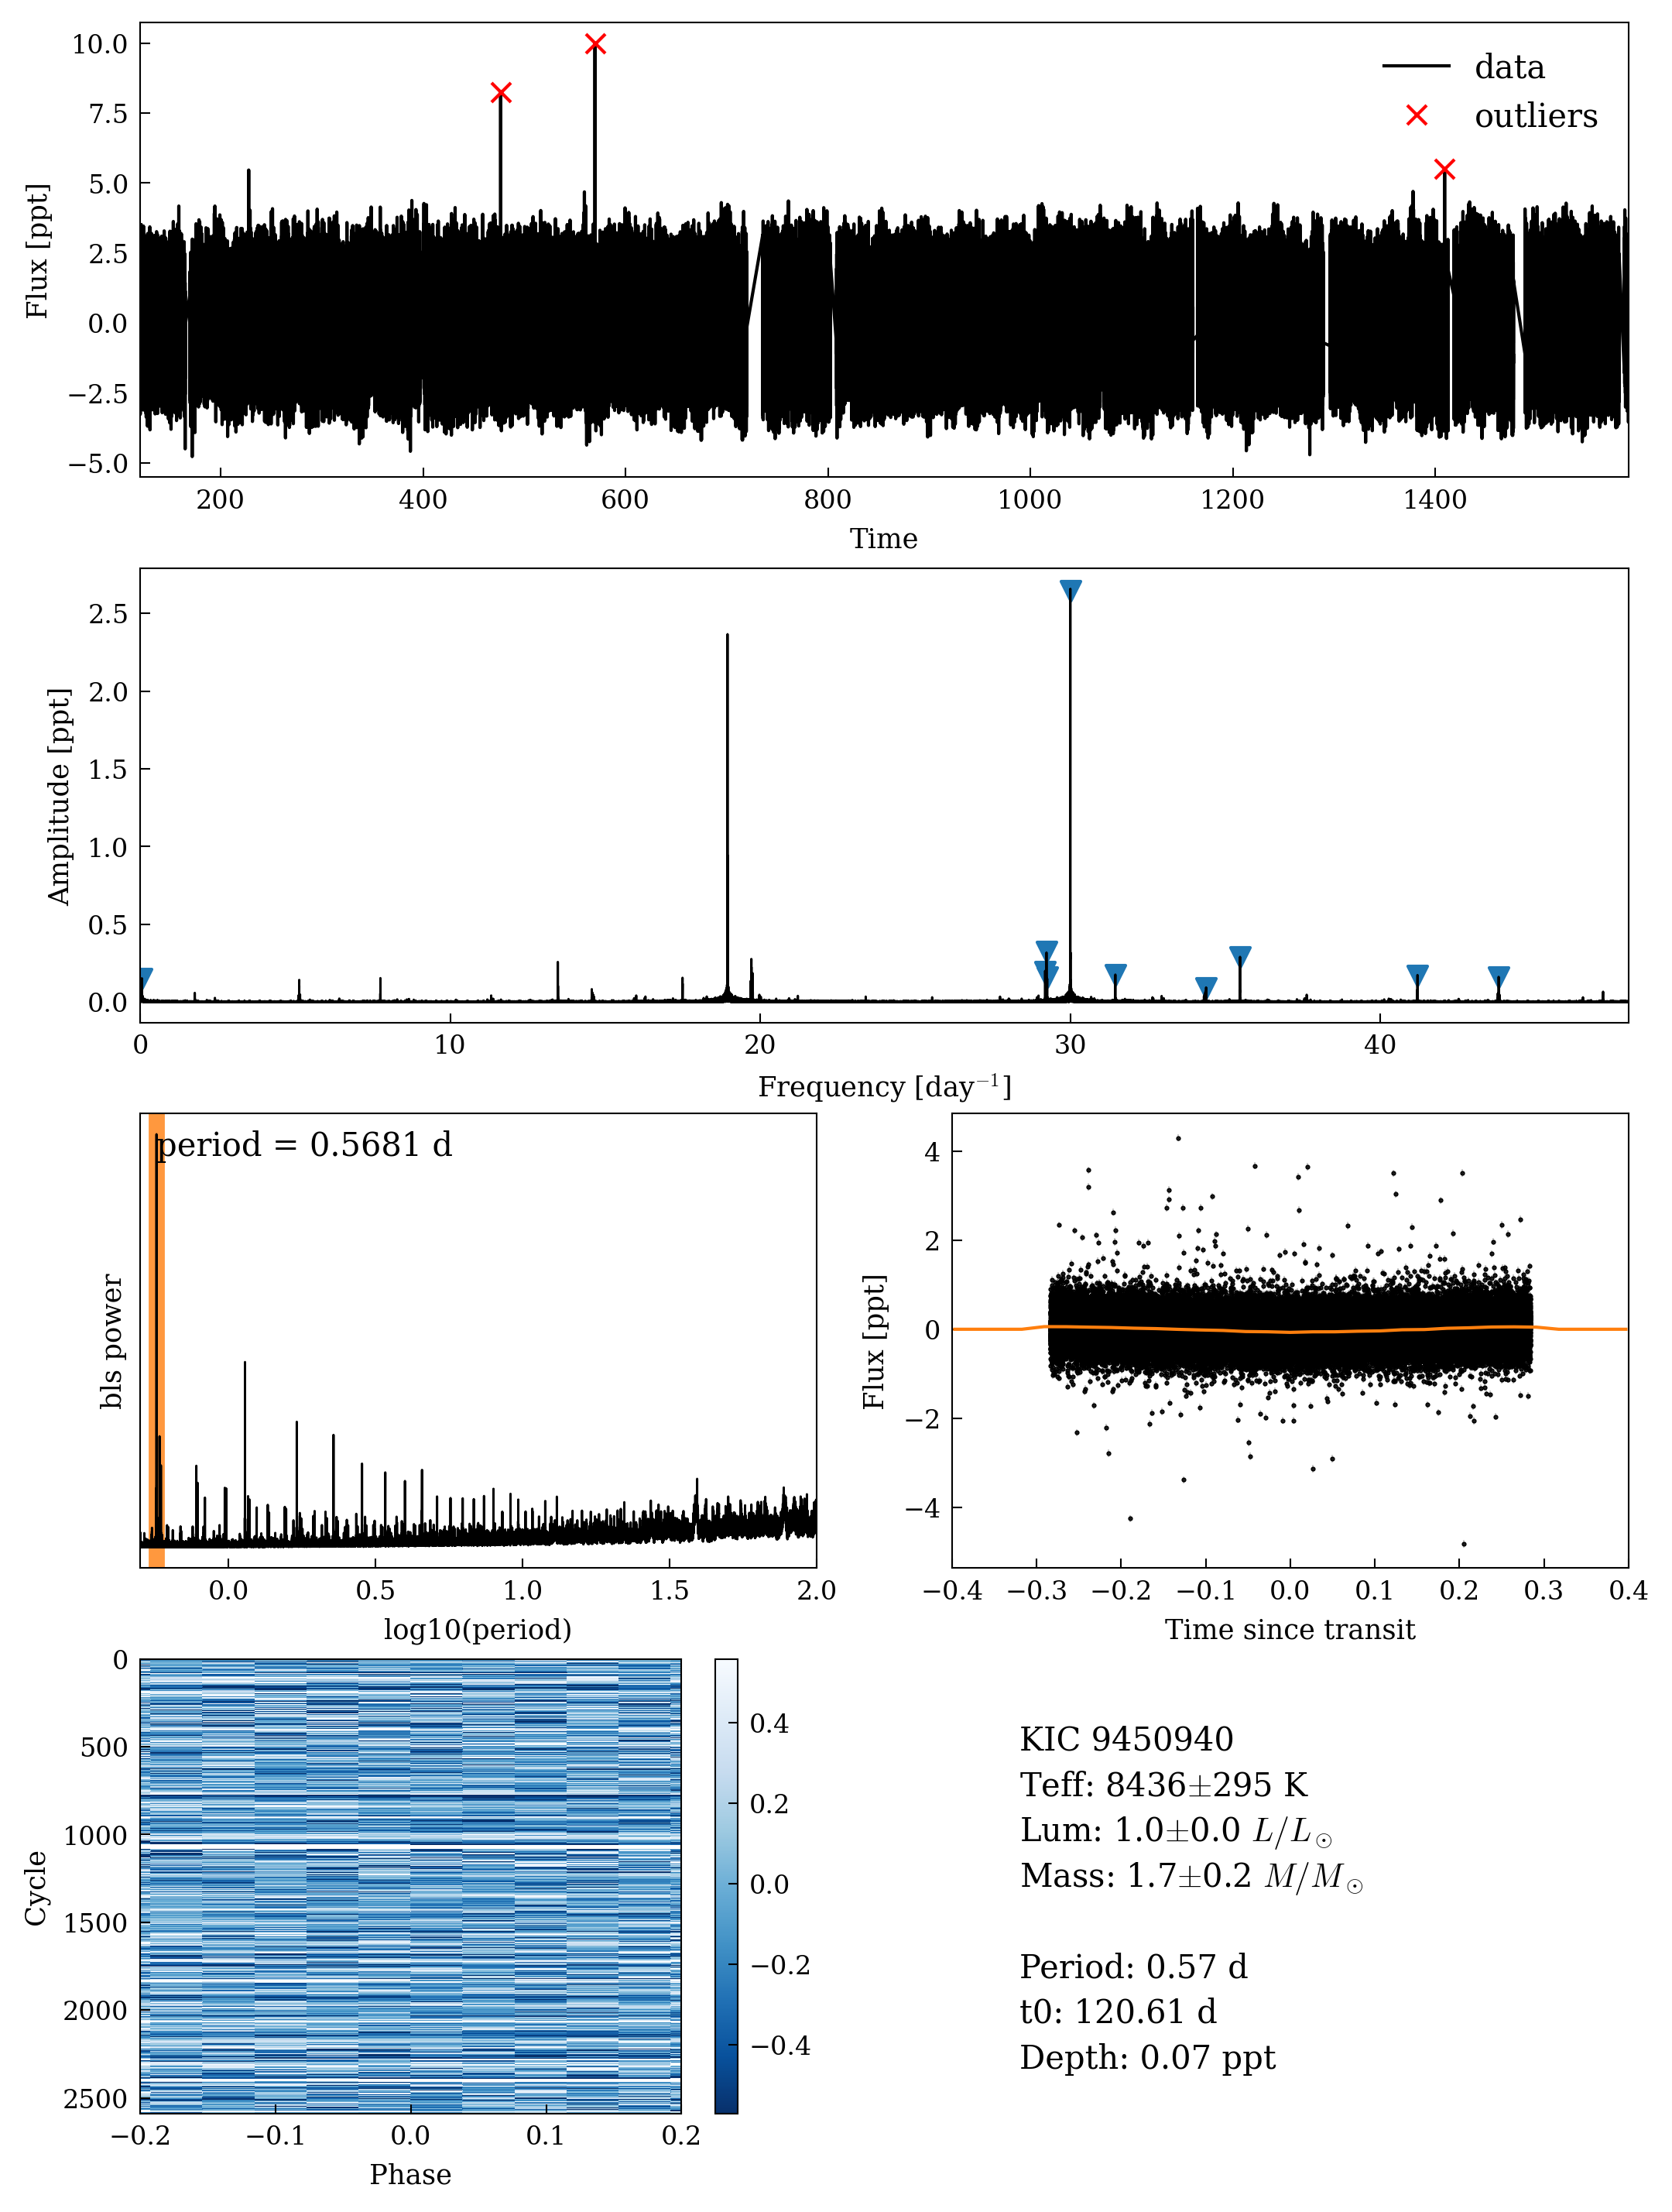 10.0
7.5
5.0
2.5
0.0
−2.5
−5.0
Flux [ppt]
data
outliers
200 400 600 800 1000 1200 1400
Time
2.5
2.0
1.5
1.0
0.5
0.0
Amplitude [ppt]
0 10 20 30 40
Frequency [day⁻¹]
period = 0.5681 d
bls power
0.0 0.5 1.0 1.5 2.0
log10(period)
4
2
0
−2
−4
Flux [ppt]
−0.4 −0.3 −0.2 −0.1 0.0 0.1 0.2 0.3 0.4
Time since transit
0
500
1000
1500
2000
2500
Cycle
−0.2 −0.1 0.0 0.1 0.2
Phase
0.4
0.2
0.0
−0.2
−0.4
KIC 9450940
Teff: 8436±295 K
Lum: 1.0±0.0 L/L⊙
Mass: 1.7±0.2 M/M⊙
Period: 0.57 d
t0: 120.61 d
Depth: 0.07 ppt